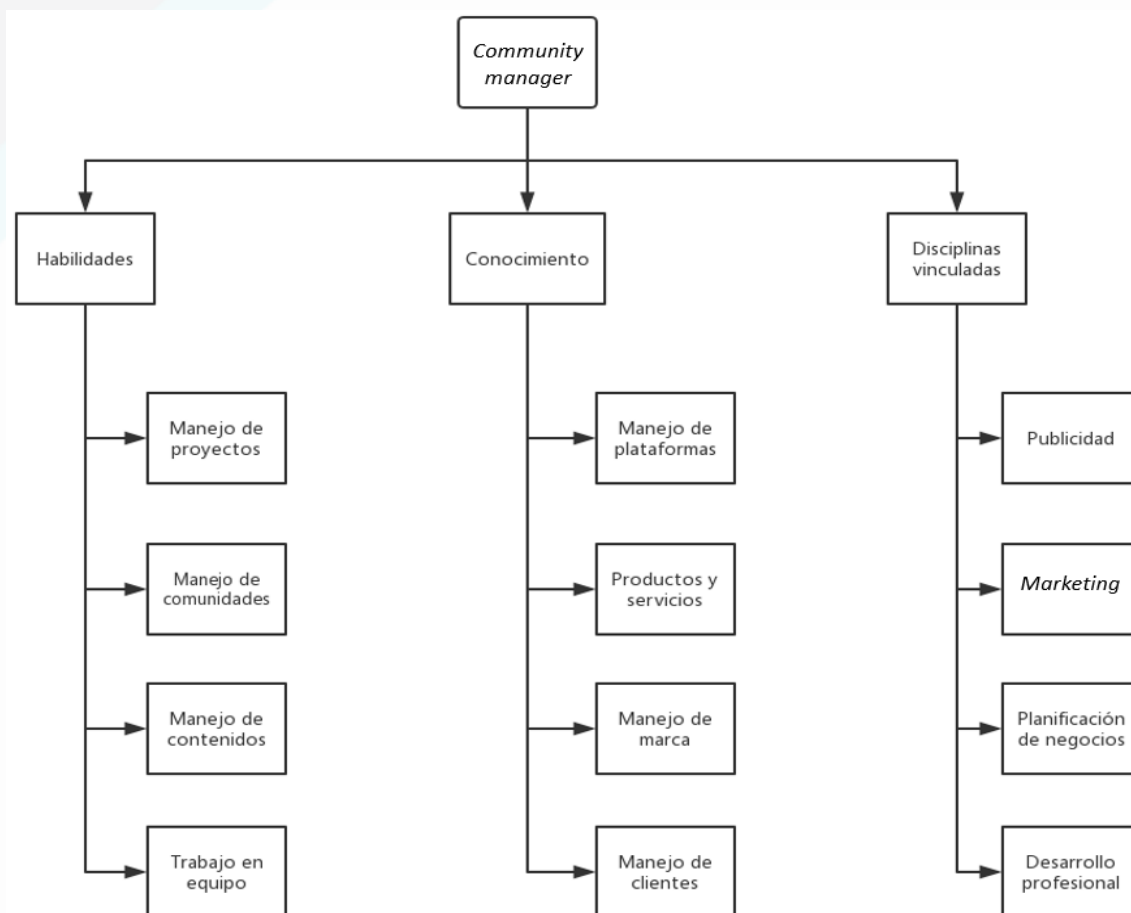 Community
manager
Habilidades
Conocimiento
Disciplinas
vinculadas
Manejo de
proyectos
Manejo de
plataformas
Publicidad
Manejo de
comunidades
Productos y
servicios
Marketing
Manejo de
contenidos
Manejo de
marca
Planificación
de negocios
Trabajo en
equipo
Manejo de
clientes
Desarrollo
profesional